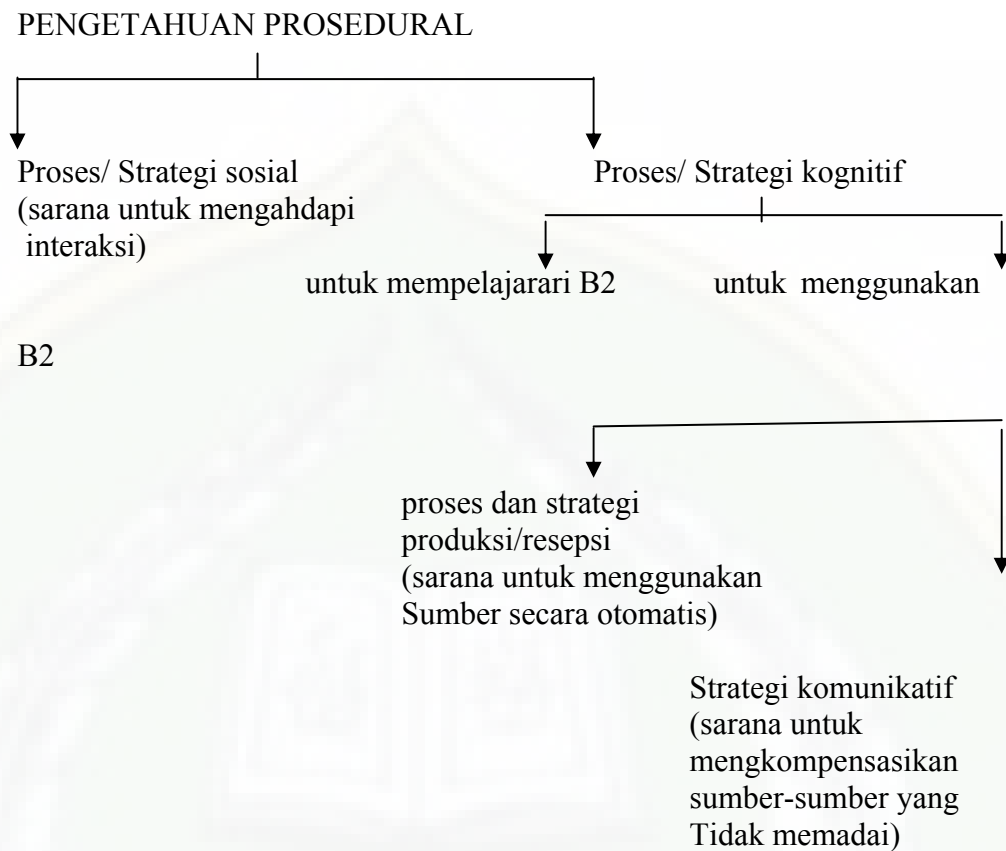 PENGETAHUAN PROSEDURAL
Proses/ Strategi sosial
(sarana untuk mengahdapi
interaksi)
Proses/ Strategi kognitif
untuk mempelajarari B2
untuk menggunakan
B2
proses dan strategi
produksi/resepsi
(sarana untuk menggunakan
Sumber secara otomatis)
Strategi komunikatif
(sarana untuk
mengkompensasikan
sumber-sumber yang
Tidak memadai)